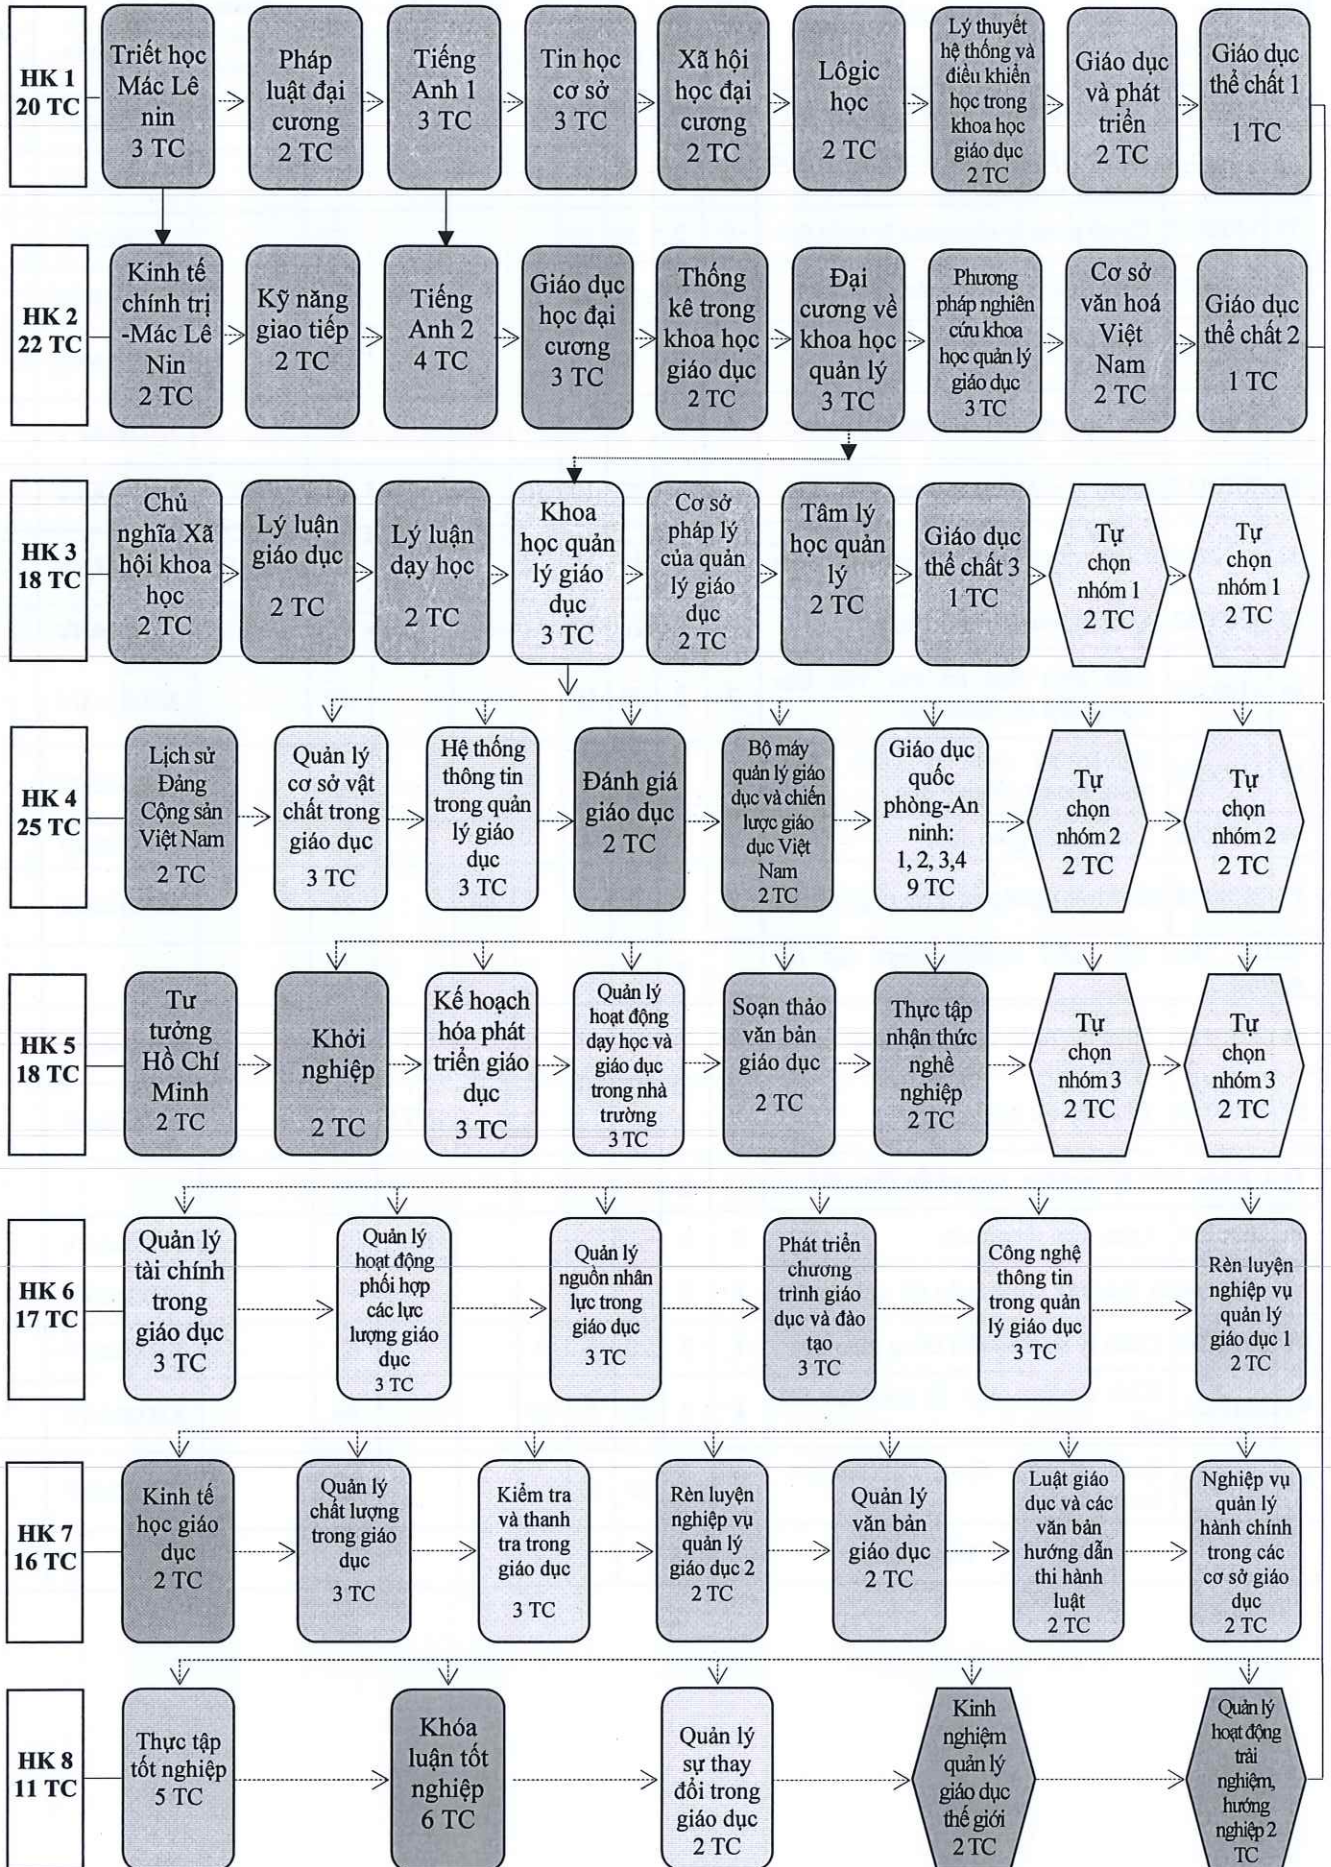 HK 1
20 TC
Triết học
Mác Lê
nin
3 TC
Pháp
luật đại
cương
2 TC
Tiếng
Anh 1
3 TC
Tin học
cơ sở
3 TC
Xã hội
học đại
cương
2 TC
Lôgic
học
2 TC
Lý thuyết
hệ thống và
điều khiển
học trong
khoa học
giáo dục
2 TC
Giáo dục
và phát
triển
2 TC
Giáo dục
thể chất 1
1 TC
HK 2
22 TC
Kinh tế
chính trị
-Mác Lê
Nin
2 TC
Kỹ năng
giao tiếp
2 TC
Tiếng
Anh 2
4 TC
Giáo dục
học đại
cương
3 TC
Thống
kê trong
khoa học
giáo dục
2 TC
Đại
cương về
khoa học
quản lý
3 TC
Phương
pháp nghiên
cứu khoa
học quản lý
giáo dục
3 TC
Cơ sở
văn hoá
Việt
Nam
2 TC
Giáo dục
thể chất 2
1 TC
HK 3
18 TC
Chủ
nghĩa Xã
hội khoa
học
2 TC
Lý luận
giáo dục
2 TC
Lý luận
dạy học
2 TC
Khoa
học quản
lý giáo
dục
3 TC
Cơ sở
pháp lý
của quản
lý giáo
dục
2 TC
Tâm lý
học quản
lý
2 TC
Giáo dục
thể chất 3
1 TC
Tự
chọn
nhóm 1
2 TC
Tự
chọn
nhóm 1
2 TC
HK 4
25 TC
Lịch sử
Đảng
Cộng sản
Việt Nam
2 TC
Quản lý
cơ sở vật
chất trong
giáo dục
3 TC
Hệ thống
thông tin
trong quản
lý giáo
dục
3 TC
Đánh giá
giáo dục
2 TC
Bộ máy
quản lý giáo
dục và chiến
lược giáo
dục Việt
Nam
2 TC
Giáo dục
quốc
phòng-An
ninh:
1, 2, 3,4
9 TC
Tự
chọn
nhóm 2
2 TC
Tự
chọn
nhóm 2
2 TC
HK 5
18 TC
Tư
tưởng
Hồ Chí
Minh
2 TC
Khởi
nghiệp
2 TC
Kế hoạch
hóa phát
triển giáo
dục
3 TC
Quản lý
hoạt động
dạy học và
giáo dục
trong nhà
trường
3 TC
Soạn thảo
văn bản
giáo dục
2 TC
Thực tập
nhận thức
nghề
nghiệp
2 TC
Tự
chọn
nhóm 3
2 TC
Tự
chọn
nhóm 3
2 TC
HK 6
17 TC
Quản lý
tài chính
trong
giáo dục
3 TC
Quản lý
hoạt động
phối hợp
các lực
lượng giáo
dục
3 TC
Quản lý
nguồn nhân
lực trong
giáo dục
3 TC
Phát triển
chương
trình giáo
dục và đào
tạo
3 TC
Công nghệ
thông tin
trong quản
lý giáo dục
3 TC
Rèn luyện
nghiệp vụ
quản lý
giáo dục 1
2 TC
HK 7
16 TC
Kinh tế
học giáo
dục
2 TC
Quản lý
chất lượng
trong giáo
dục
3 TC
Kiểm tra
và thanh
tra trong
giáo dục
3 TC
Rèn luyện
nghiệp vụ
quản lý
giáo dục 2
2 TC
Quản lý
văn bản
giáo dục
2 TC
Luật giáo
dục và các
văn bản
hướng dẫn
thi hành
luật
2 TC
Nghiệp vụ
quản lý
hành chính
trong các
cơ sở giáo
dục
2 TC
HK 8
11 TC
Thực tập
tốt nghiệp
5 TC
Khóa
luận tốt
nghiệp
6 TC
Quản lý
sự thay
đổi trong
giáo dục
2 TC
Kinh
nghiệm
quản lý
giáo dục
thế giới
2 TC
Quản lý
hoạt động
trải
nghiệm,
hướng
nghiệp 2
TC